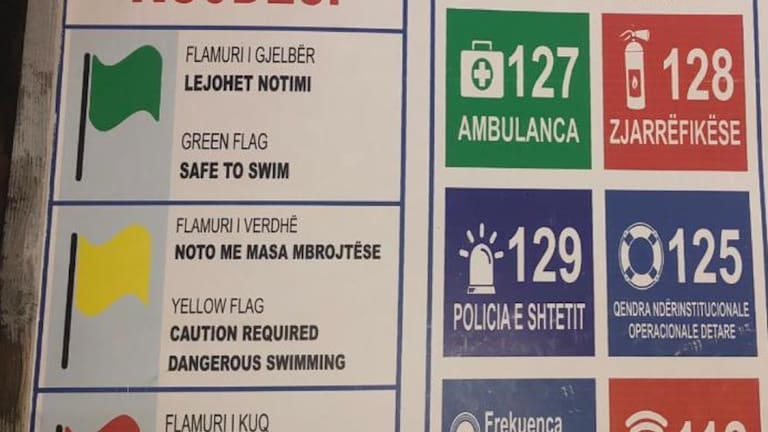 FLAMURI I GJELBËR
LEJOHET NOTIMI
GREEN FLAG
SAFE TO SWIM
FLAMURI I VERDHË
NOTO ME MASA MBROJTËSE
YELLOW FLAG
CAUTION REQUIRED
DANGEROUS SWIMMING
FLAMURI I KUQ
127
AMBULANCA
128
ZJARRËFIKËSE
129
POLICIA E SHTETIT
125
QENDRA NDËRINSTITUCIONALE
OPERACIONALE DETARE
Frekuenca